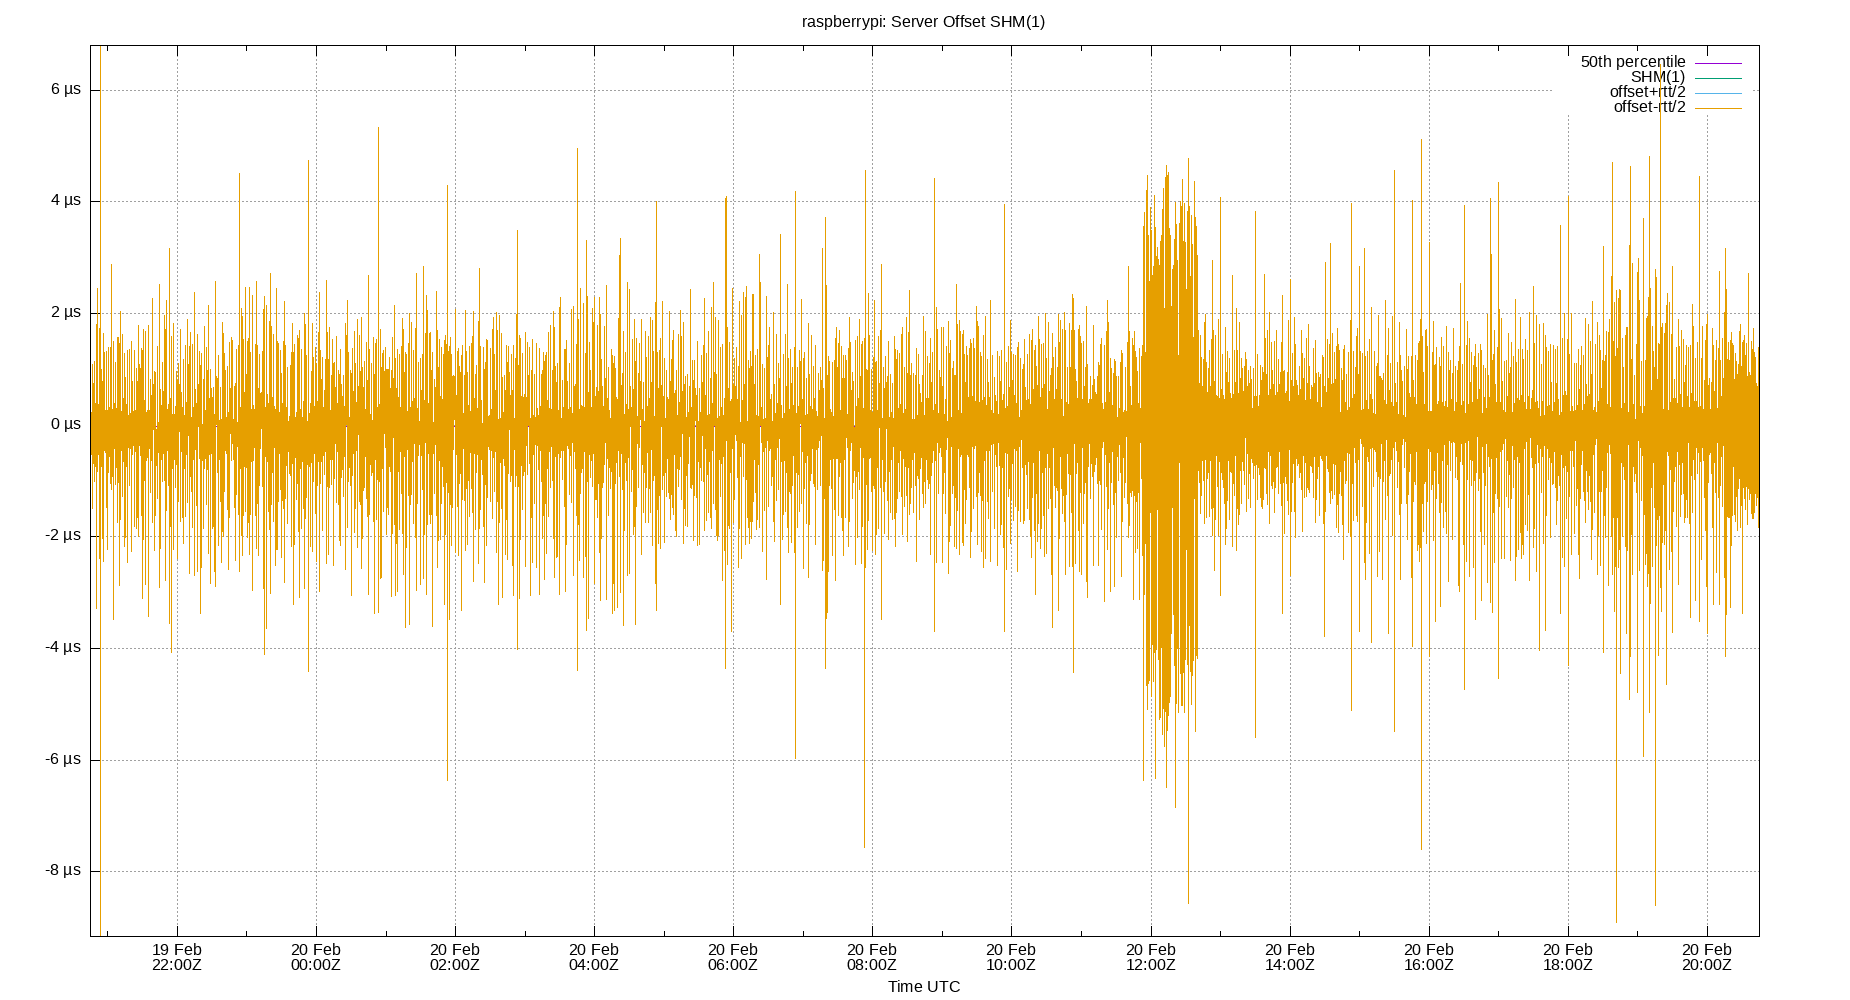 raspberrypi: Server Offset SHM(1)
50th percentile
SHM(1)
offset+rtt/2
offset-rtt/2
6 µs
4 µs
2 µs
0 µs
-2 µs
-4 µs
-6 µs
-8 µs
19 Feb 20 Feb 20 Feb 20 Feb 20 Feb 20 Feb 20 Feb 20 Feb 20 Feb 20 Feb 20 Feb 20 Feb
22:00Z 00:00Z 02:00Z 04:00Z 06:00Z 08:00Z 10:00Z 12:00Z 14:00Z 16:00Z 18:00Z 20:00Z
Time UTC